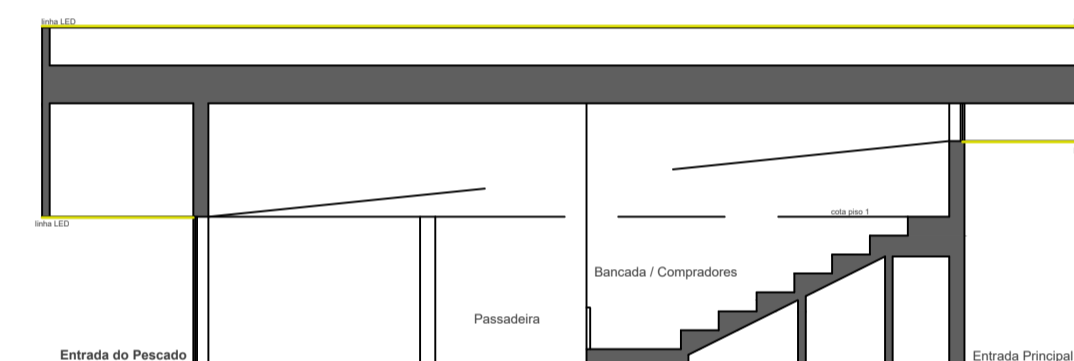 linha LED
cota piso 1
linha LED
Bancada / Compradores
Passadeira
Entrada do Pescado
Entrada Principal